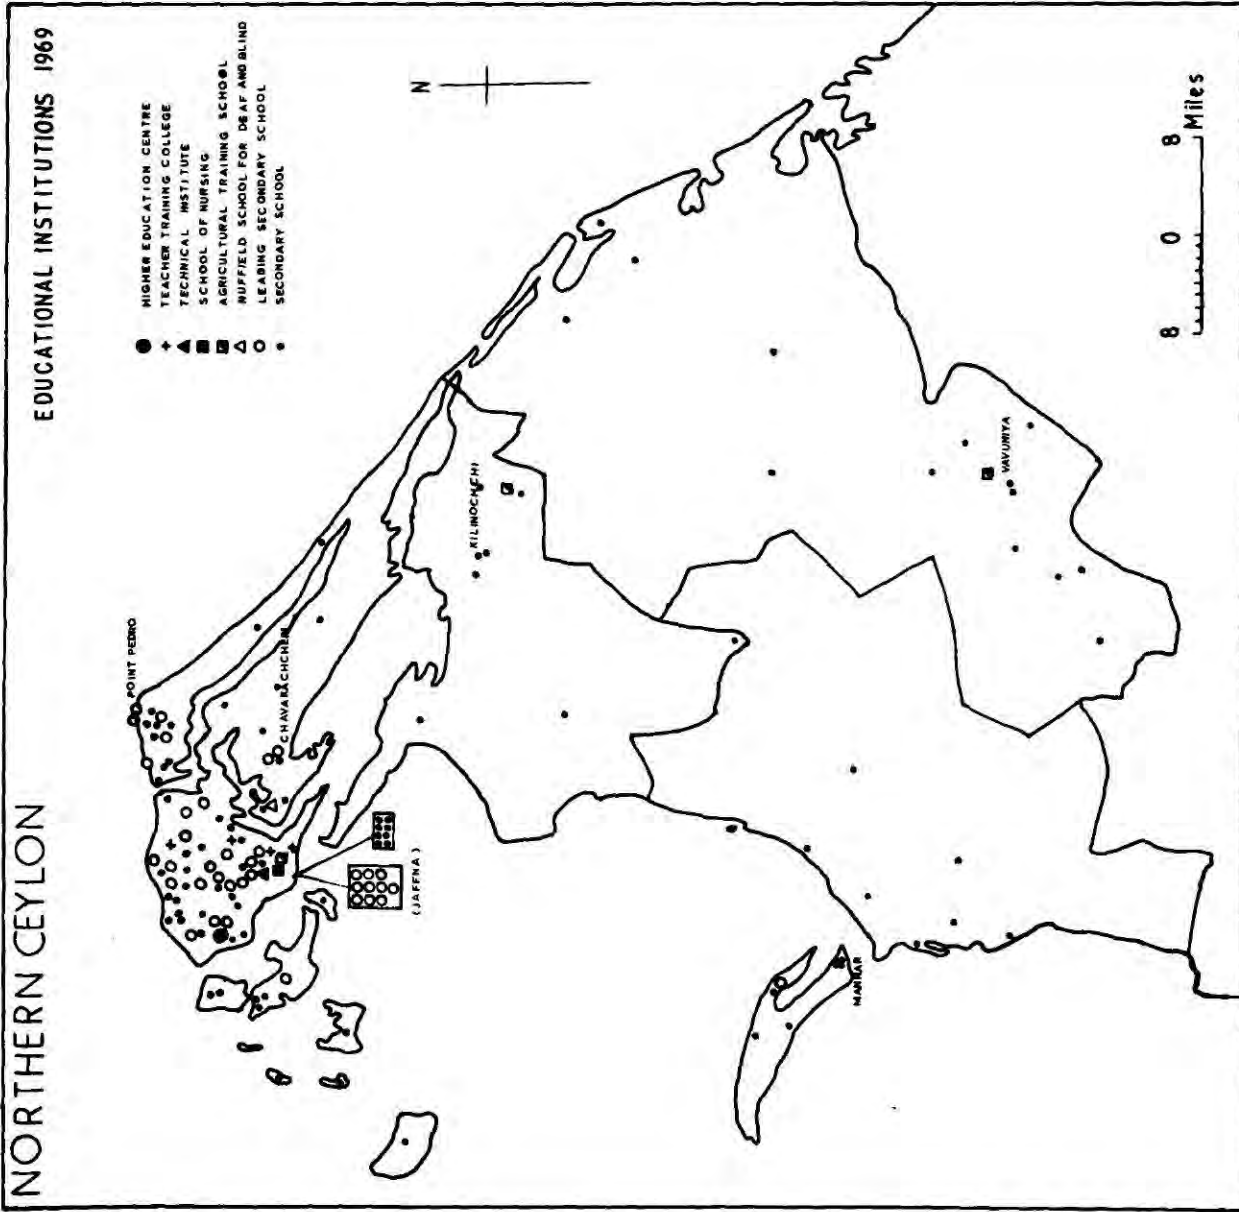 NORTHERN CEYLON
EDUCATIONAL INSTITUTIONS 1969
HIGHER EDUCATION CENTRE
TEACHER TRAINING COLLEGE
TECHNICAL INSTITUTE
SCHOOL OF NURSING
AGRICULTURAL TRAINING SCHOOL
NUFFIELD SCHOOL FOR DEAF AND BLIND
LEADING SECONDARY SCHOOL
SECONDARY SCHOOL
N
POINT PEDRO
CHAVAKACHCHERI
KILINOCHCHI
(JAFFNA)
MANNAR
VAVUNIYA
8 0 8
Miles